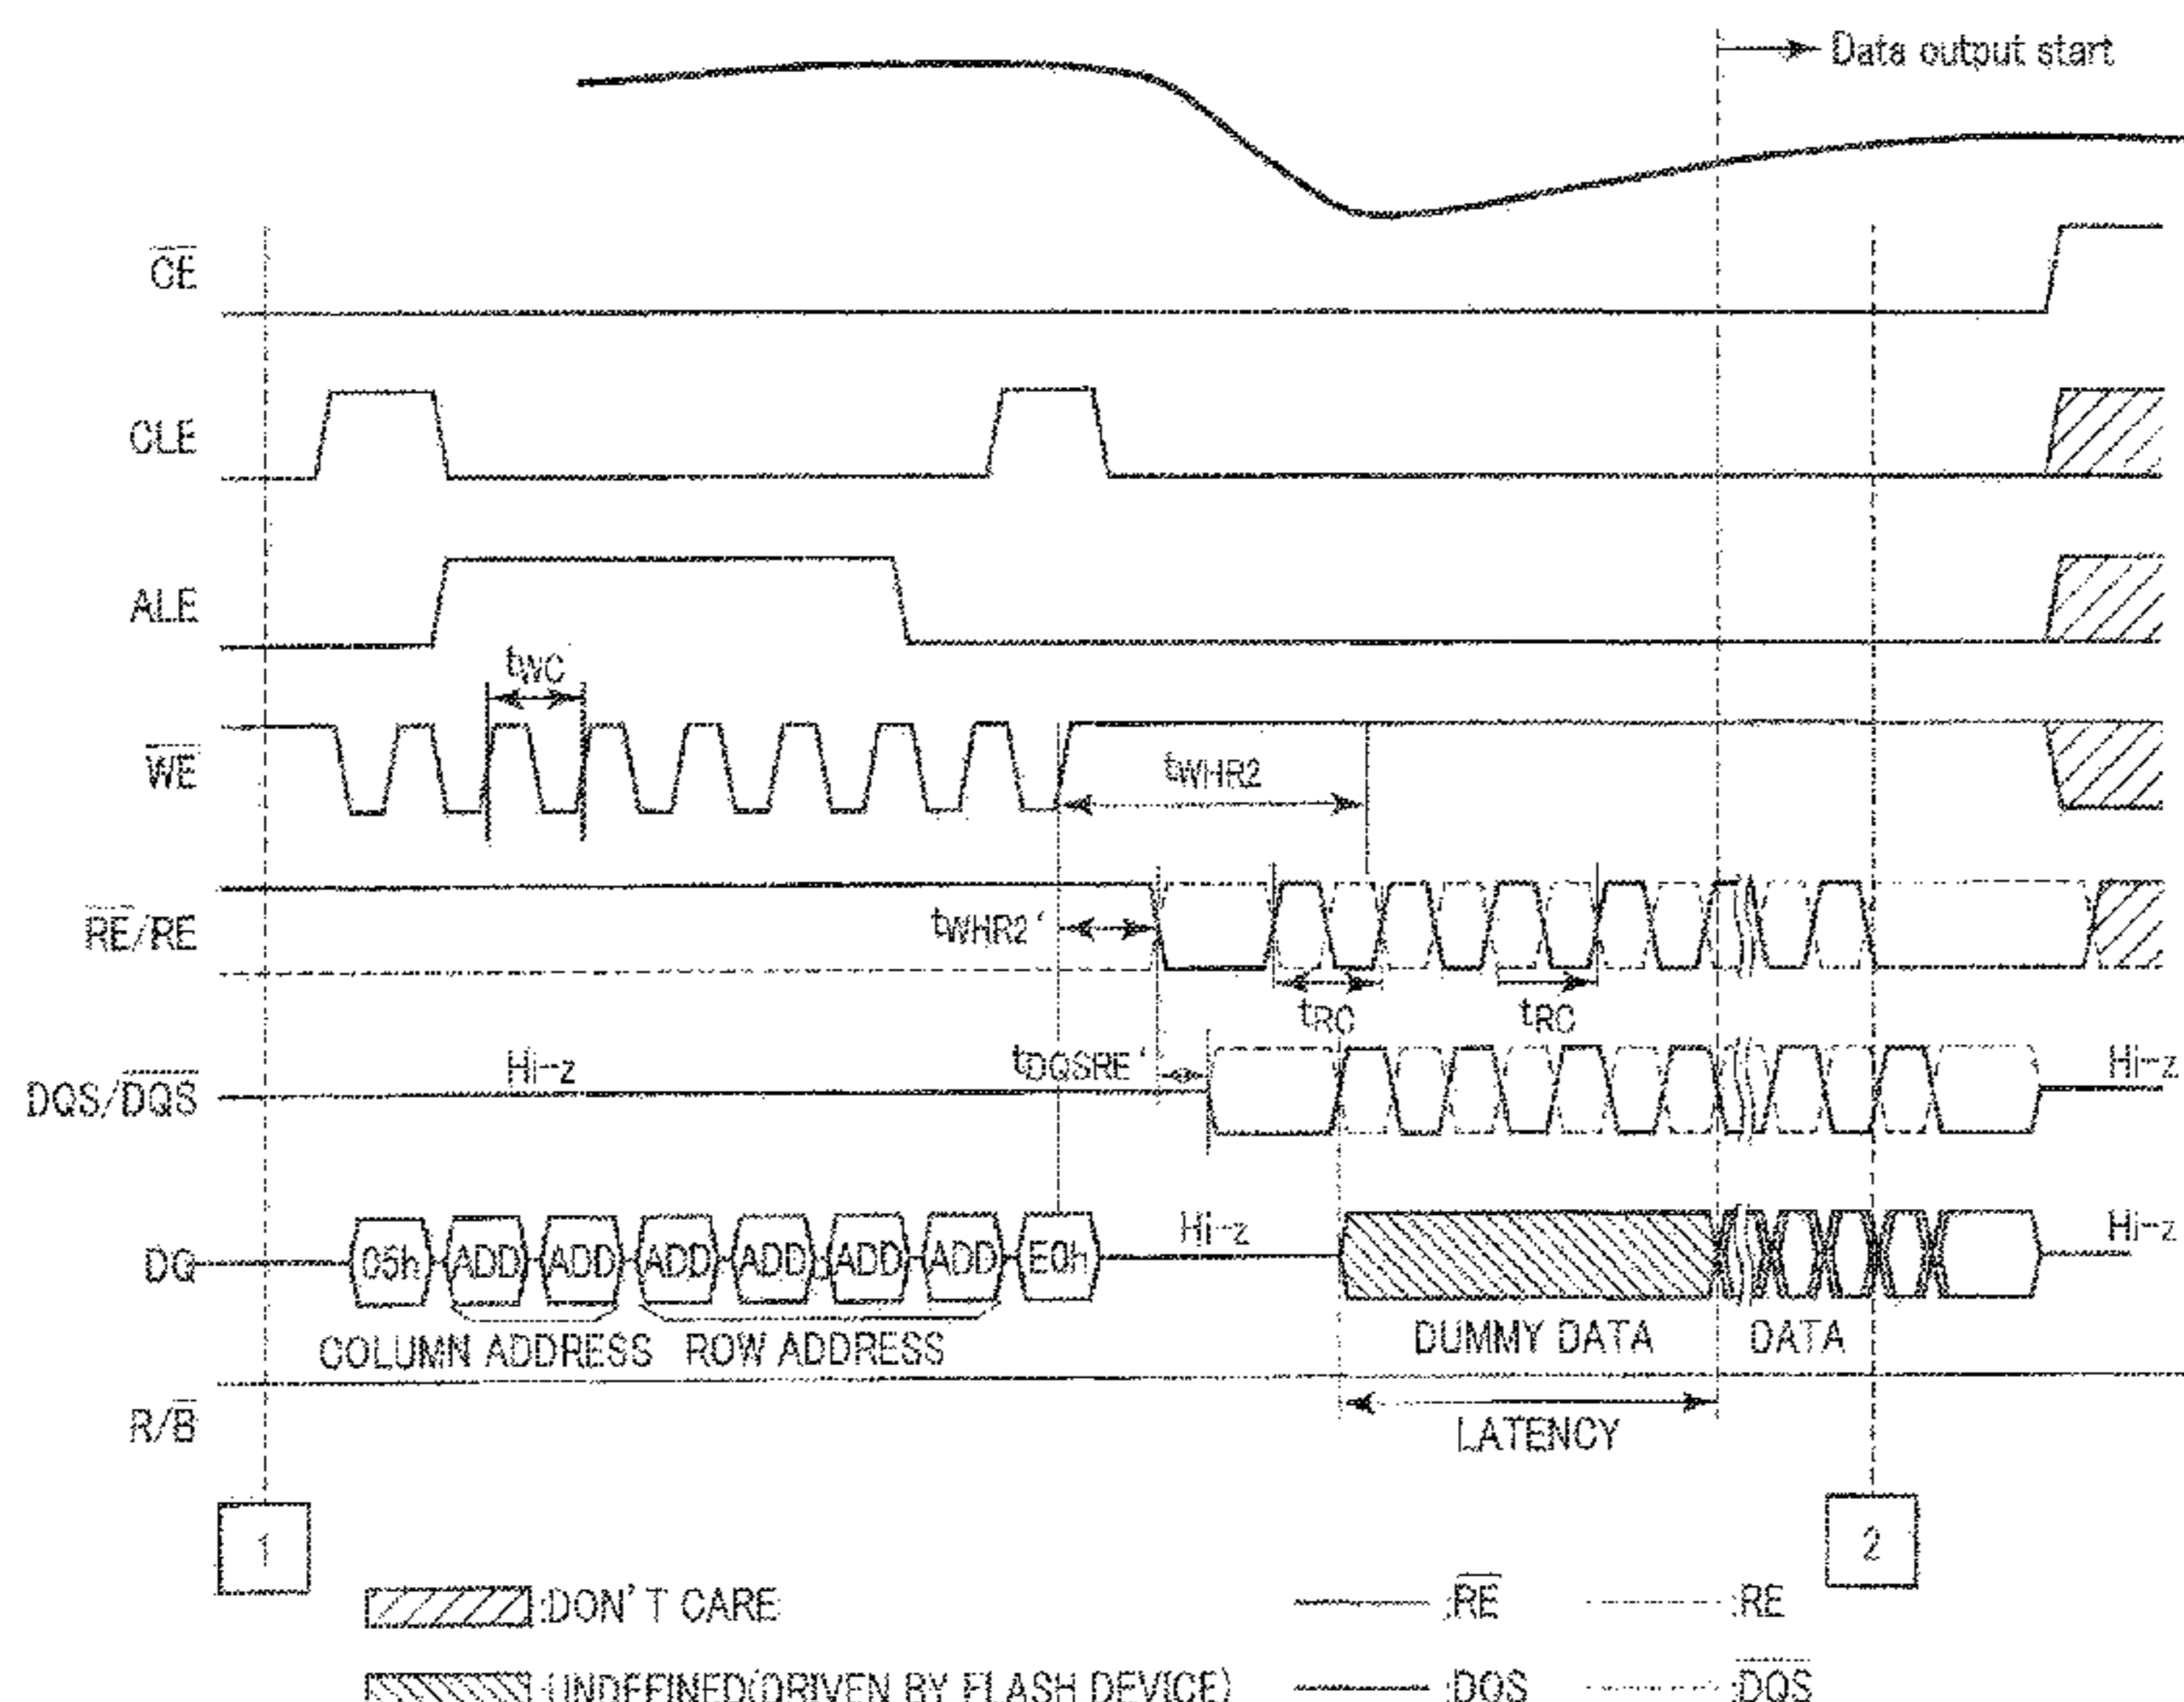 Data output start
CE
CLE
ALE
tWC
WE
tWHR2
RE/RE
tWHR2'
tRC
tRC
DQS/DQS
Hi-z
tDQSRE'
Hi-z
DQ
05h
ADD
ADD
ADD
ADD
ADD
ADD
E0h
Hi-z
Hi-z
COLUMN ADDRESS
ROW ADDRESS
DUMMY DATA
DATA
R/B
LATENCY
1
2
:DON'T CARE
:RE
:RE
:UNDEFINED(DRIVEN BY FLASH DEVICE)
:DQS
:DQS